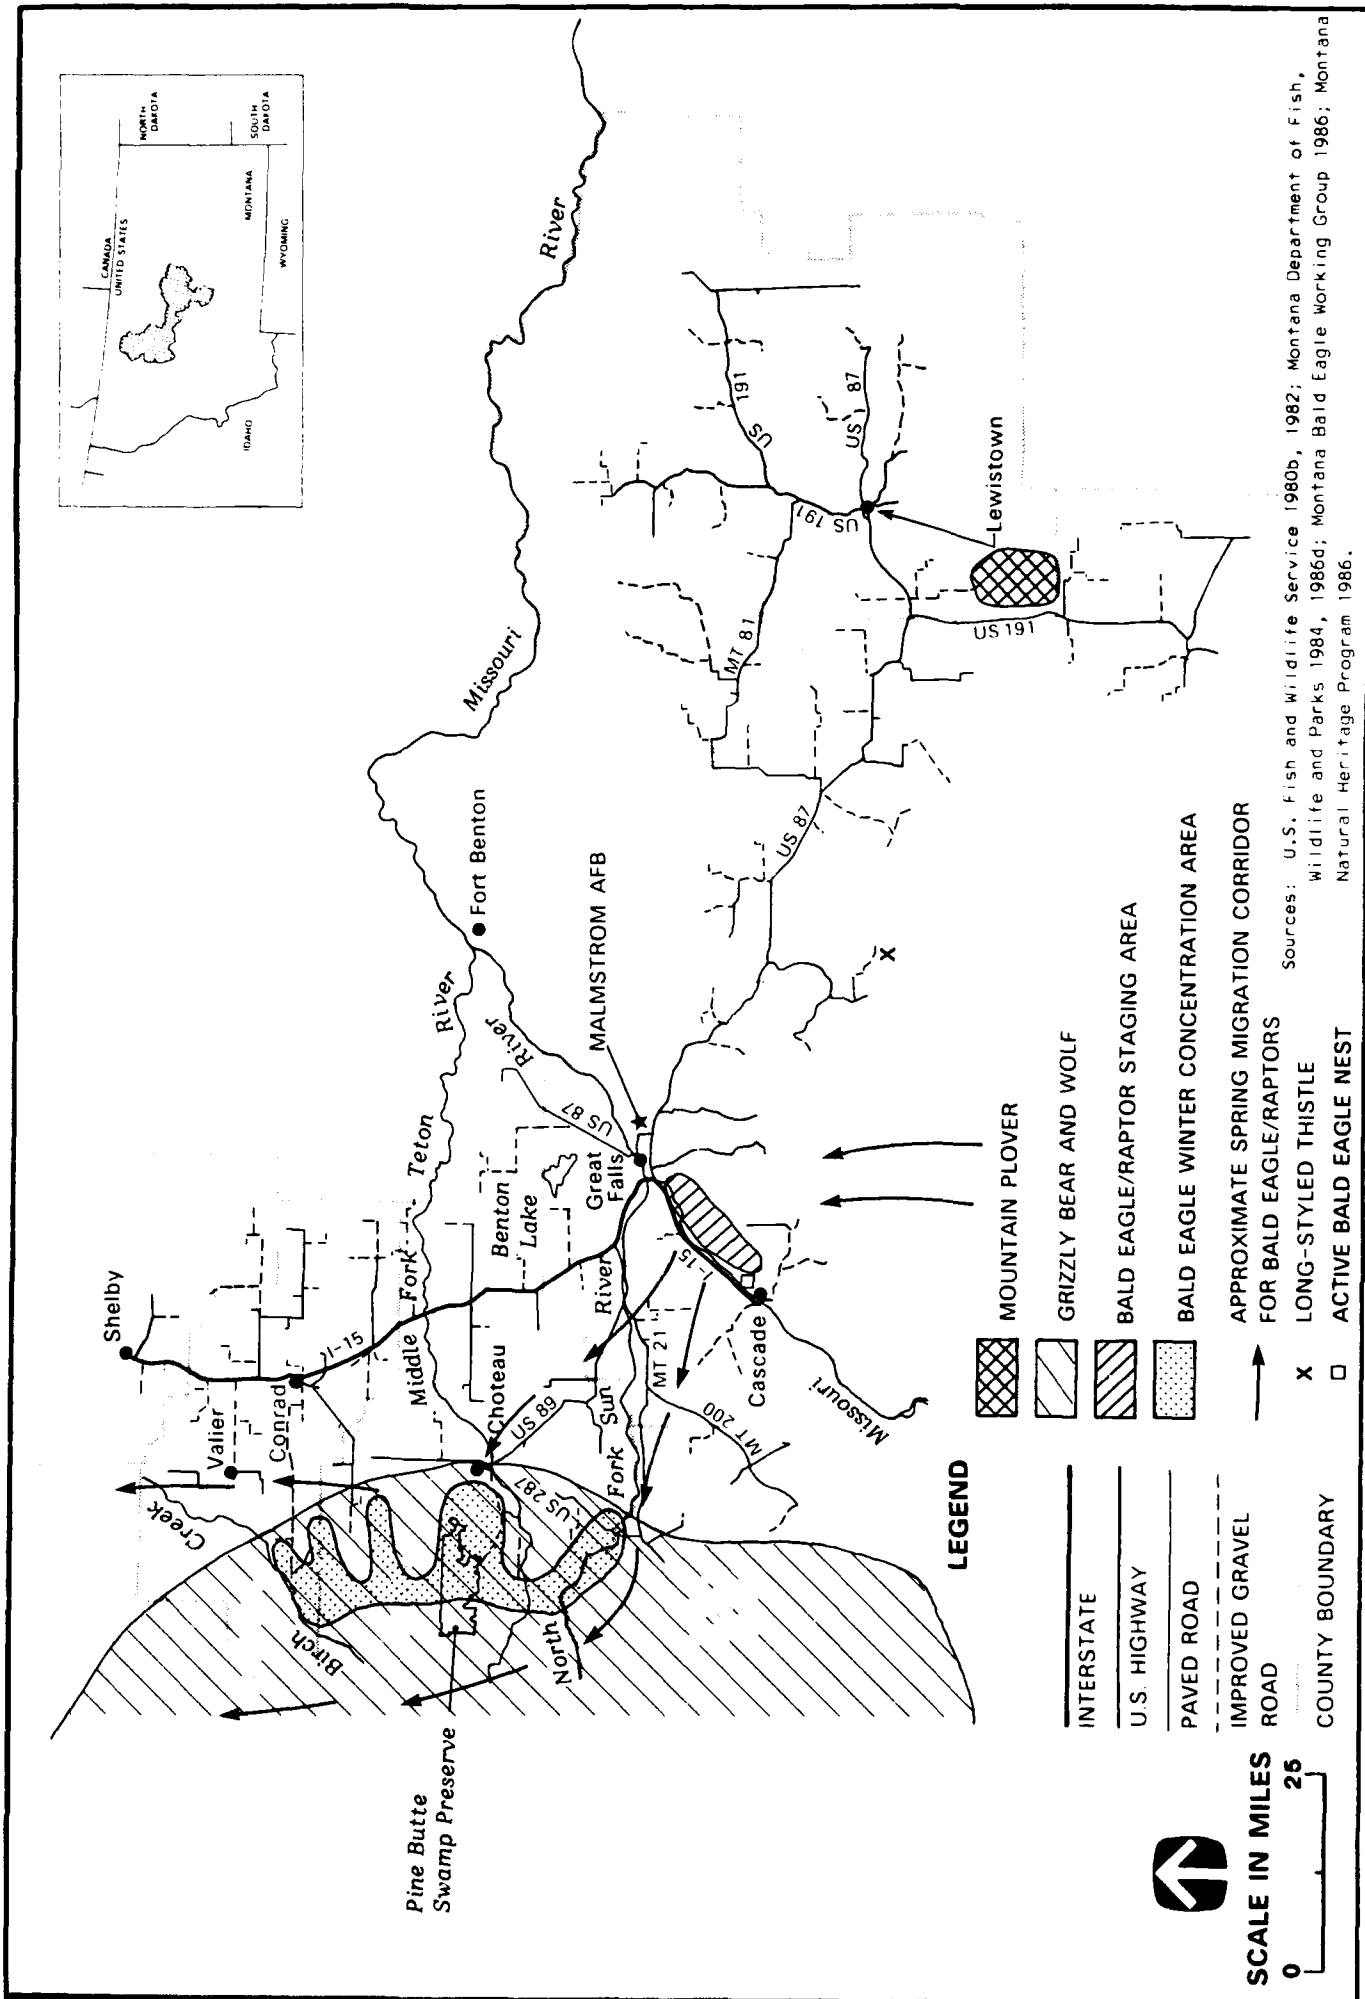 CANADA
UNITED STATES
NORTH
DAKOTA
SOUTH
DAKOTA
MONTANA
WYOMING
IDAHO
Shelby
Valier
Conrad
I-15
Creek
Birch
Middle Fork Teton River
Choteau
US 89
US 287
Pine Butte
Swamp Preserve
Benton
Lake
US 87
River
Fort Benton
Missouri
River
North Fork Sun River
MT 21
MT 200
Great
Falls
MALMSTROM AFB
I-15
Cascade
Missouri
US 87
MT 81
US 191
US 191
US 87
Lewistown
US 191
LEGEND
INTERSTATE
U.S. HIGHWAY
PAVED ROAD
IMPROVED GRAVEL
ROAD
COUNTY BOUNDARY
MOUNTAIN PLOVER
GRIZZLY BEAR AND WOLF
BALD EAGLE/RAPTOR STAGING AREA
BALD EAGLE WINTER CONCENTRATION AREA
APPROXIMATE SPRING MIGRATION CORRIDOR
FOR BALD EAGLE/RAPTORS
X LONG-STYLED THISTLE
ACTIVE BALD EAGLE NEST
X
SCALE IN MILES
0 25
Sources: U.S. Fish and Wildlife Service 1980b, 1982; Montana Department of Fish,
Wildlife and Parks 1984, 1986d; Montana Bald Eagle Working Group 1986; Montana
Natural Heritage Program 1986.